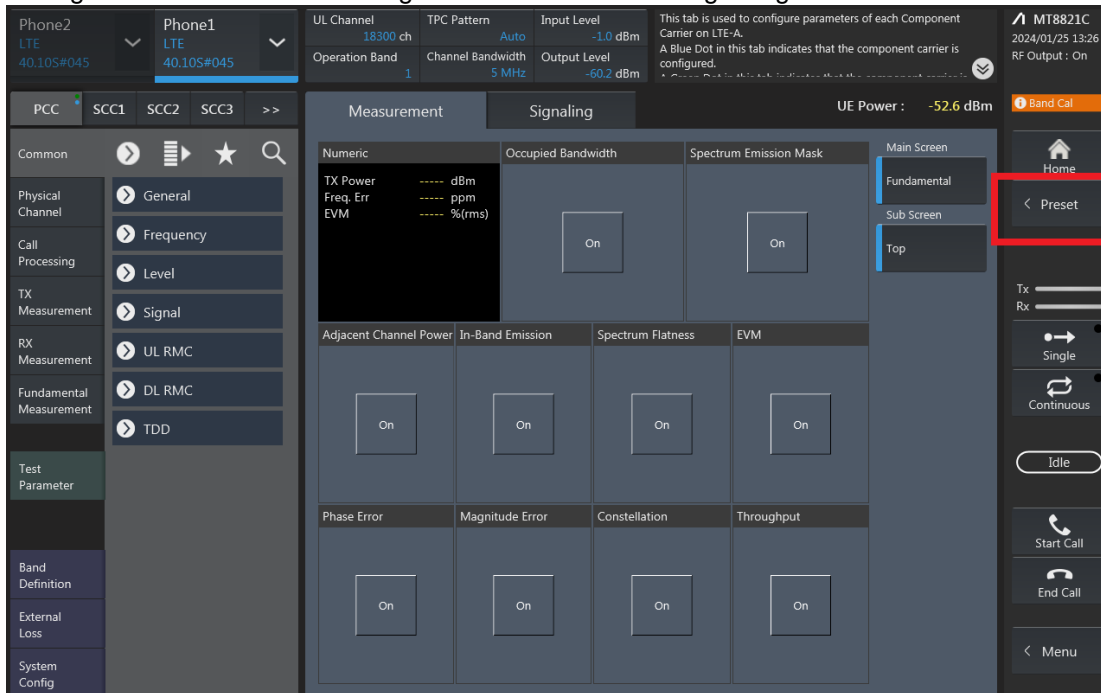 Phone2
LTE
40.10S#045
Phone1
LTE
40.10S#045
UL Channel
18300 ch
TPC Pattern
Auto
Input Level
-1.0 dBm
Operation Band
1
Channel Bandwidth
5 MHz
Output Level
-60.2 dBm
This tab is used to configure parameters of each Component
Carrier on LTE-A.
A Blue Dot in this tab indicates that the component carrier is
configured.
MT8821C
2024/01/25 13:26
RF Output : On
PCC
SCC1
SCC2
SCC3
>>
Measurement
Signaling
UE Power : -52.6 dBm
Band Cal
Common
Physical
Channel
Call
Processing
TX
Measurement
RX
Measurement
Fundamental
Measurement
Test
Parameter
Band
Definition
External
Loss
System
Config
General
Frequency
Level
Signal
UL RMC
DL RMC
TDD
Numeric
TX Power ----- dBm
Freq. Err ----- ppm
EVM ----- %(rms)
Occupied Bandwidth
On
Spectrum Emission Mask
On
Adjacent Channel Power
On
In-Band Emission
On
Spectrum Flatness
On
EVM
On
Phase Error
On
Magnitude Error
On
Constellation
On
Throughput
On
Main Screen
Fundamental
Sub Screen
Top
Home
< Preset
Tx
Rx
Single
Continuous
Idle
Start Call
End Call
< Menu